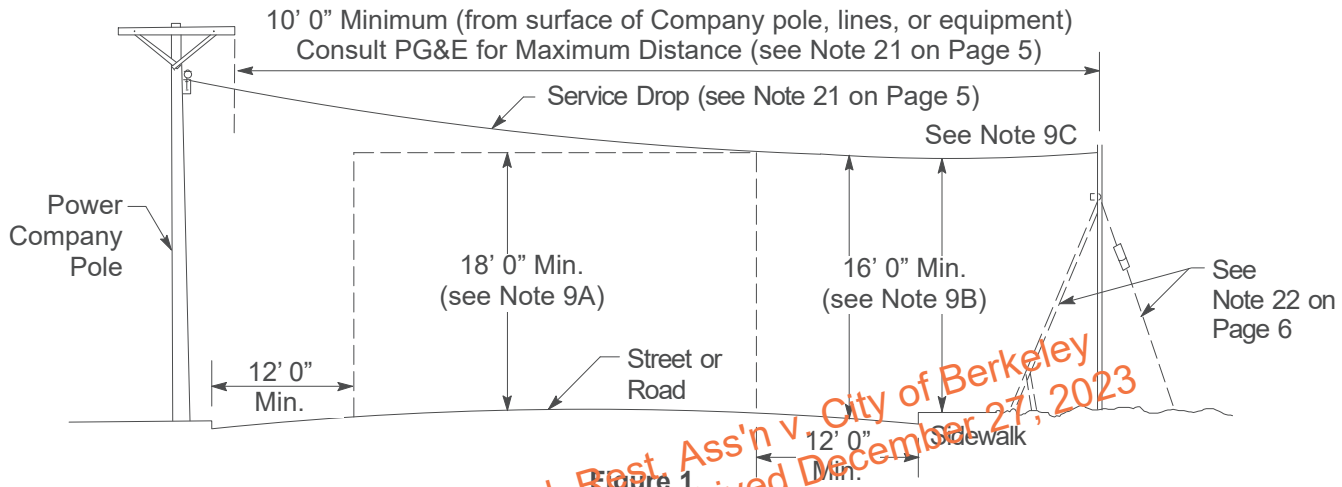 10’ 0” Minimum (from surface of Company pole, lines, or equipment)
Consult PG&E for Maximum Distance (see Note 21 on Page 5)
Service Drop (see Note 21 on Page 5)
See Note 9C
Power
Company
Pole
18’ 0” Min.
(see Note 9A)
16’ 0” Min.
(see Note 9B)
See
Note 22 on
Page 6
12’ 0”
Min.
Street or
Road
12’ 0”
Min.
Sidewalk
Figure 1
Rest. Ass'n v. City of Berkeley
December 27, 2023